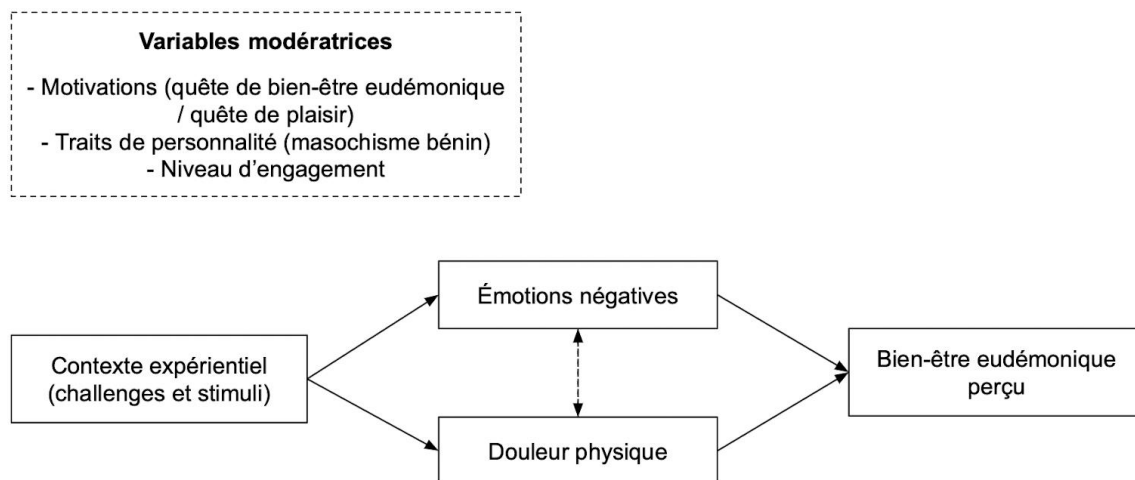 Variables modératrices
- Motivations (quête de bien-être eudémonique
/ quête de plaisir)
- Traits de personnalité (masochisme bénin)
- Niveau d'engagement
Émotions négatives
Contexte expérientiel
(challenges et stimuli)
Bien-être eudémonique
perçu
Douleur physique